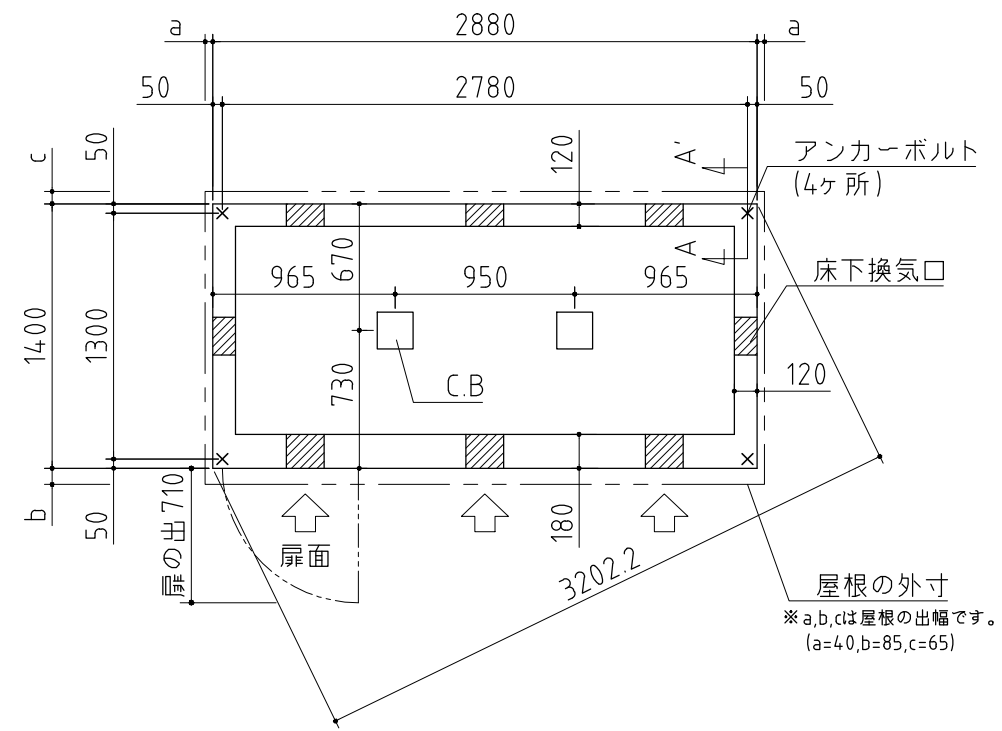 a
2880
a
50
2780
50
c
50
120
A'
アンカーボルト
(4ヶ所)
A
670
965
950
965
床下換気口
1400
1300
730
C.B
120
b
50
扉の出 710
扉面
180
3202.2
屋根の外寸
※a,b,cは屋根の出幅です。
(a=40,b=85,c=65)